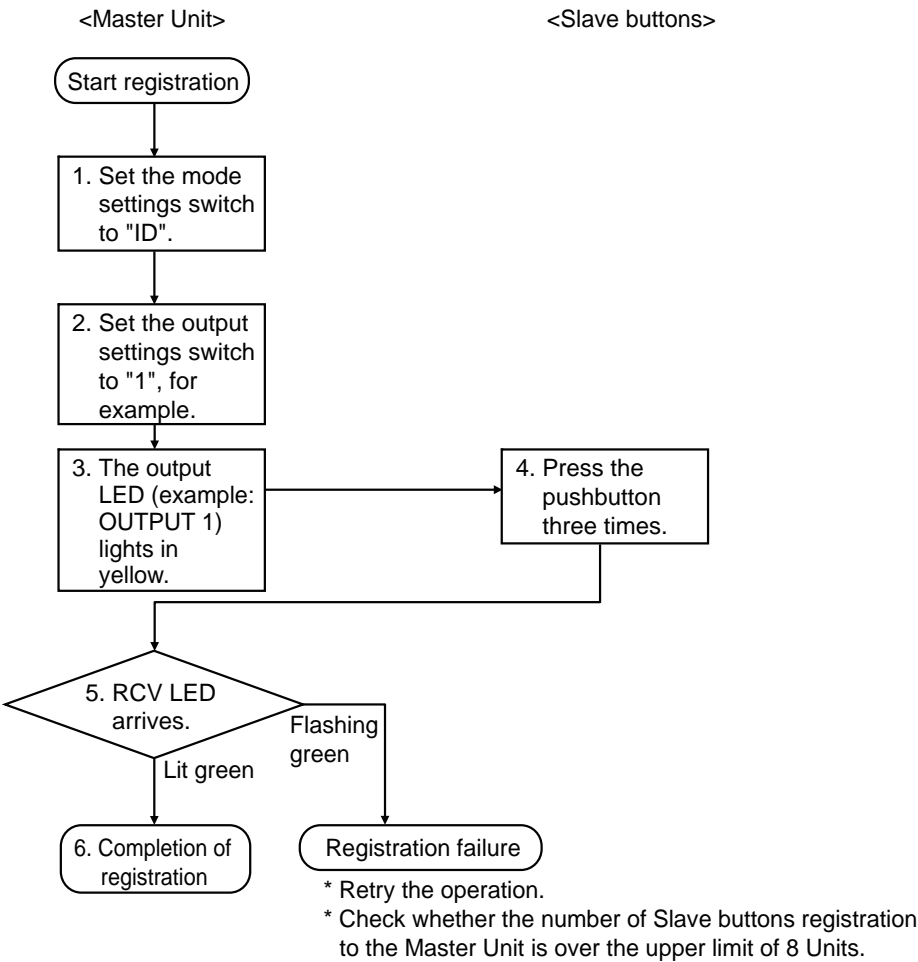 <Master Unit>
<Slave buttons>
Start registration
1. Set the mode
settings switch
to "ID".
2. Set the output
settings switch
to "1", for
example.
3. The output
LED (example:
OUTPUT 1)
lights in
yellow.
4. Press the
pushbutton
three times.
5. RCV LED
arrives.
Flashing
green
Lit green
6. Completion of
registration
Registration failure
* Retry the operation.
* Check whether the number of Slave buttons registration
to the Master Unit is over the upper limit of 8 Units.